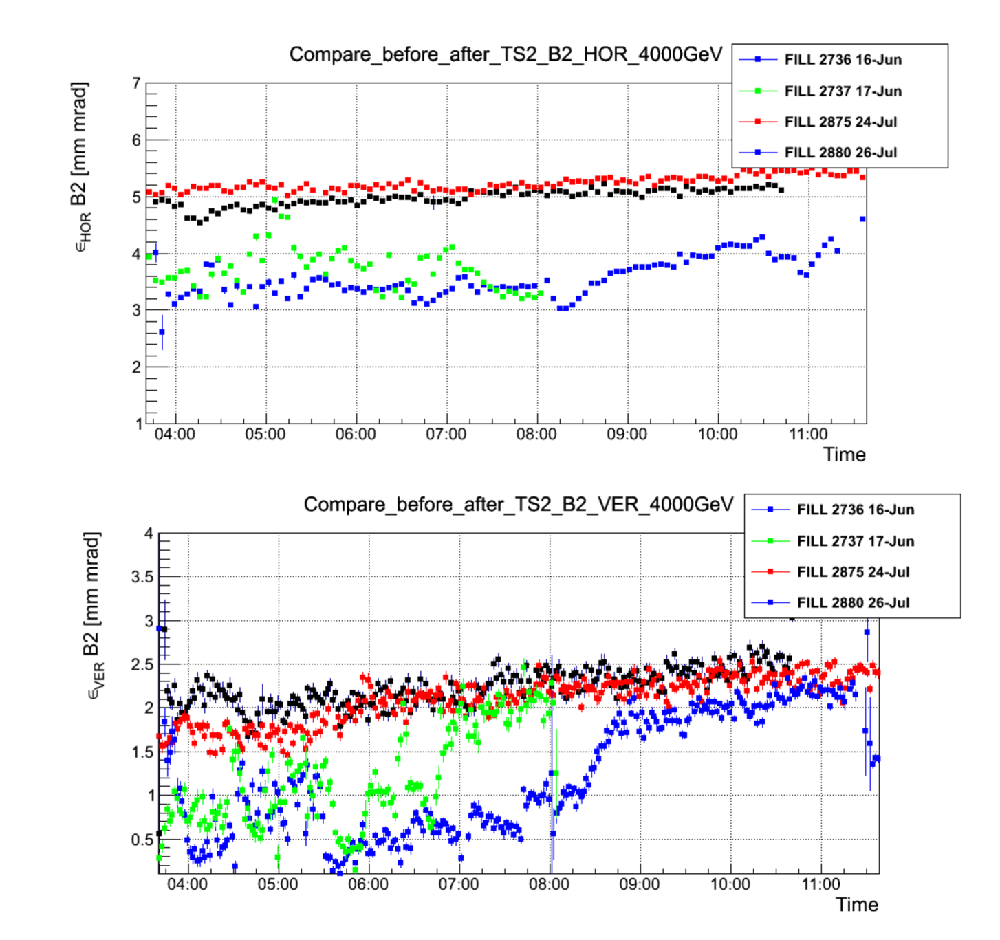 Compare_before_after_TS2_B2_HOR_4000GeV
FILL 2736 16-Jun
FILL 2737 17-Jun
FILL 2875 24-Jul
FILL 2880 26-Jul
ϵHOR B2 [mm mrad]
7
6
5
4
3
2
1
04:00 05:00 06:00 07:00 08:00 09:00 10:00 11:00
Time
Compare_before_after_TS2_B2_VER_4000GeV
FILL 2736 16-Jun
FILL 2737 17-Jun
FILL 2875 24-Jul
FILL 2880 26-Jul
ϵVER B2 [mm mrad]
4
3.5
3
2.5
2
1.5
1
0.5
04:00 05:00 06:00 07:00 08:00 09:00 10:00 11:00
Time